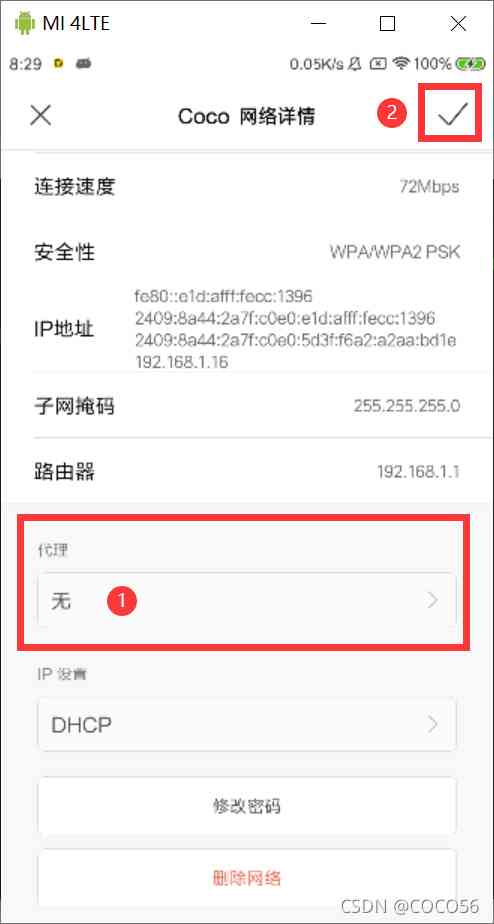 MI 4LTE
8:29 0.05K/s 100%
Coco 网络详情 2
连接速度 72Mbps
安全性 WPA/WPA2 PSK
fe80::e1d:afff:fecc:1396
2409:8a44:2a7f:c0e0:e1d:afff:fecc:1396
IP地址 2409:8a44:2a7f:c0e0:5d3f:f6a2:a2aa:bd1e
192.168.1.16
子网掩码 255.255.255.0
路由器 192.168.1.1
代理
无 1
IP 设置
DHCP
修改密码
删除网络
CSDN @COCO56